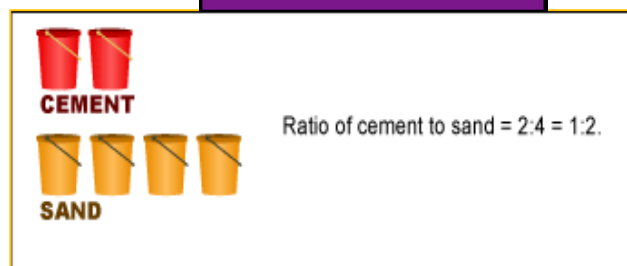 CEMENT
Ratio of cement to sand = 2:4 = 1:2.
SAND